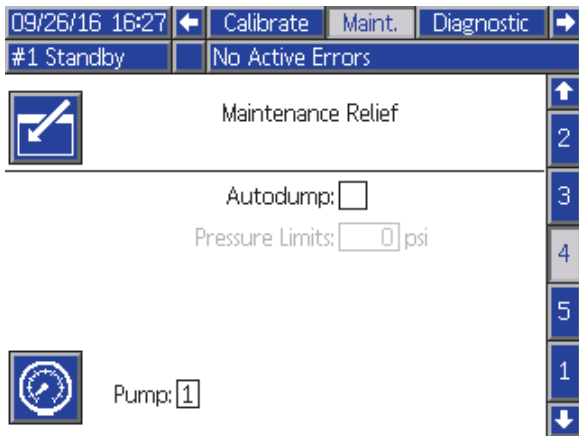 09/26/16 16:27 Calibrate Maint. Diagnostic
#1 Standby No Active Errors
Maintenance Relief
2
Autodump:
3
Pressure Limits: 0 psi
4
5
Pump: 1
1